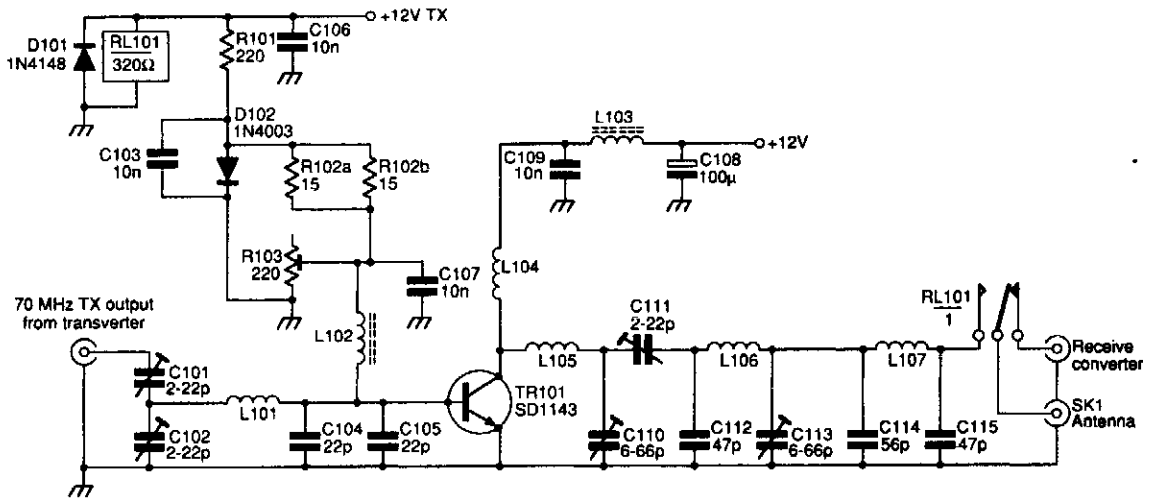 +12V TX
D101
1N4148
RL101
320Ω
R101
220
C106
10n
D102
1N4003
C103
10n
R102a
15
R102b
15
L103
C109
10n
C108
100μ
+12V
R103
220
C107
10n
L104
70 MHz TX output
from transverter
L102
C111
2-22p
RL101
1
C101
2-22p
L101
TR101
SD1143
L105
L106
L107
Receive
converter
C102
2-22p
C104
22p
C105
22p
C110
6-66p
C112
47p
C113
6-66p
C114
56p
C115
47p
SK1
Antenna